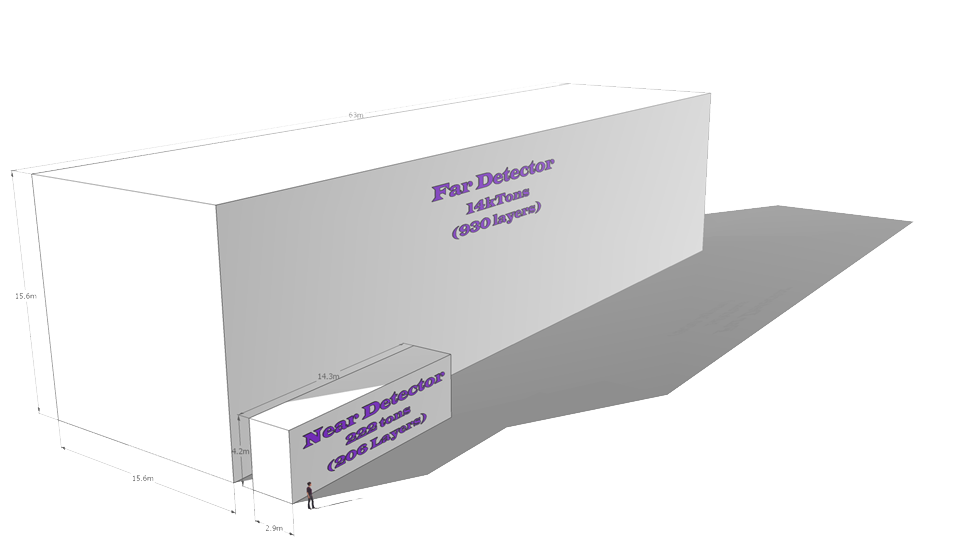 63m
Far Detector
14kTons
(930 layers)
15.6m
14.3m
Near Detector
222 tons
(206 Layers)
4.2m
15.6m
2.9m